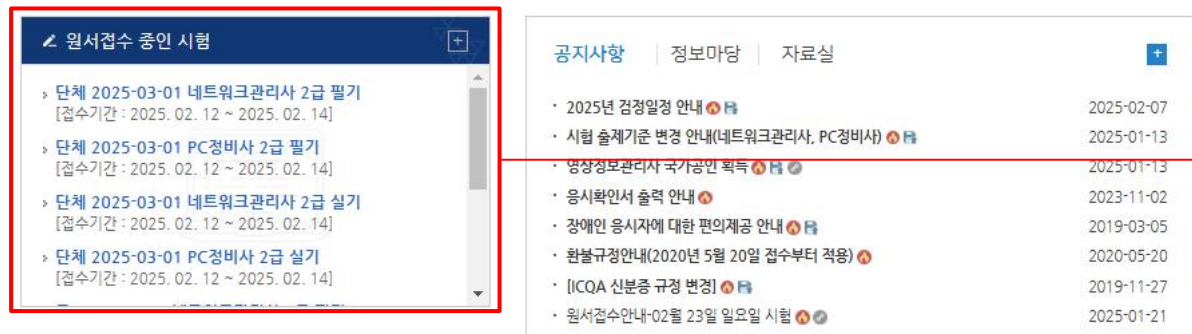 원서접수 중인 시험
단체 2025-03-01 네트워크관리사 2급 필기
[접수기간 : 2025. 02. 12 ~ 2025. 02. 14]
단체 2025-03-01 PC정비사 2급 필기
[접수기간 : 2025. 02. 12 ~ 2025. 02. 14]
단체 2025-03-01 네트워크관리사 2급 실기
[접수기간 : 2025. 02. 12 ~ 2025. 02. 14]
단체 2025-03-01 PC정비사 2급 실기
[접수기간 : 2025. 02. 12 ~ 2025. 02. 14]
공지사항 정보마당 자료실
2025년 검정일정 안내 2025-02-07
시험 출제기준 변경 안내(네트워크관리사, PC정비사) 2025-01-13
영상정보관리사 국가공인 획득 2025-01-13
응시확인서 출력 안내 2023-11-02
장애인 응시자에 대한 편의제공 안내 2019-03-05
환불규정안내(2020년 5월 20일 접수부터 적용) 2020-05-20
[ICQA 신분증 규정 변경] 2019-11-27
원서접수안내-02월 23일 일요일 시험 2025-01-21